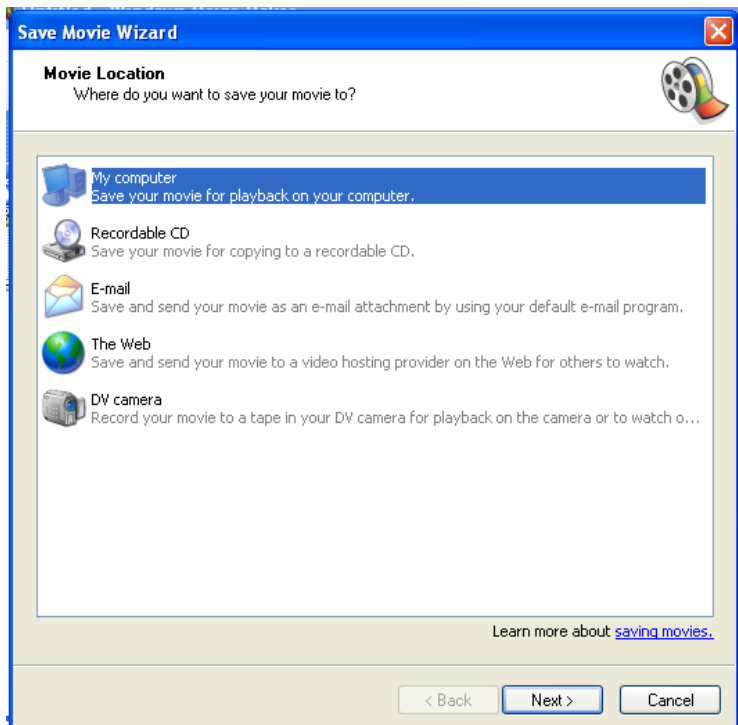 Save Movie Wizard
Movie Location
Where do you want to save your movie to?
My computer
Save your movie for playback on your computer.
Recordable CD
Save your movie for copying to a recordable CD.
E-mail
Save and send your movie as an e-mail attachment by using your default e-mail program.
The Web
Save and send your movie to a video hosting provider on the Web for others to watch.
DV camera
Record your movie to a tape in your DV camera for playback on the camera or to watch o...
Learn more about saving movies.
< Back Next > Cancel